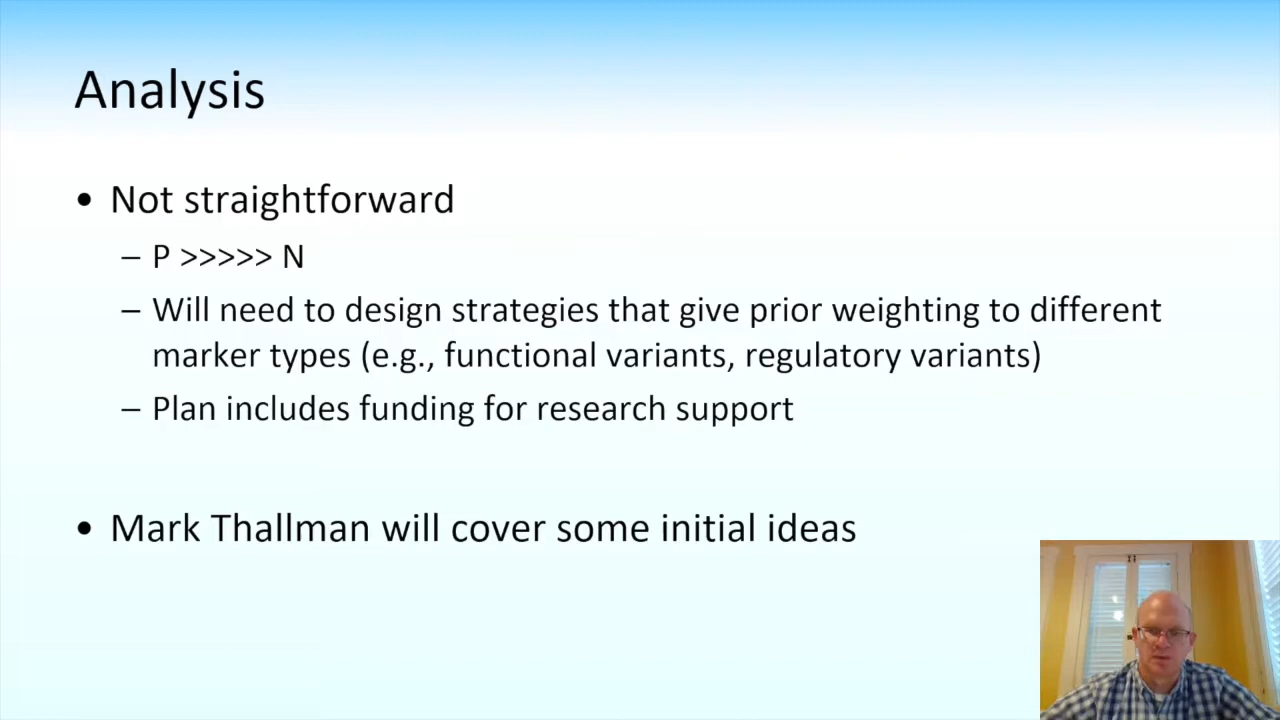 Analysis
• Not straightforward
– P >>>>> N
– Will need to design strategies that give prior weighting to different
marker types (e.g., functional variants, regulatory variants)
– Plan includes funding for research support
• Mark Thallman will cover some initial ideas